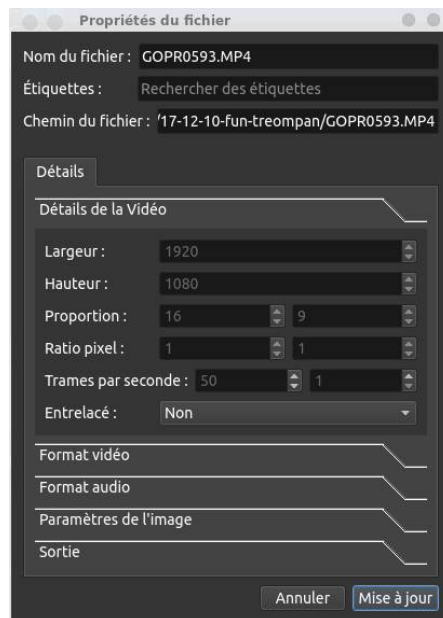 Propriétés du fichier
Nom du fichier : GOPR0593.MP4
Étiquettes : Rechercher des étiquettes
Chemin du fichier : /17-12-10-fun-treompan/GOPR0593.MP4
Détails
Détails de la Vidéo
Largeur : 1920
Hauteur : 1080
Proportion : 16 9
Ratio pixel : 1 1
Trames par seconde : 50 1
Entrelacé : Non
Format vidéo
Format audio
Paramètres de l'image
Sortie
Annuler Mise à jour